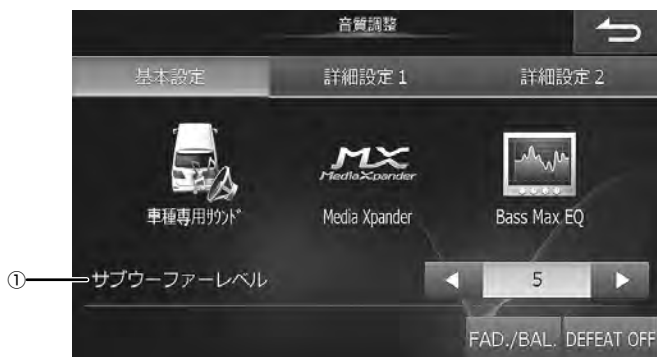 音質調整
基本設定
詳細設定 1
詳細設定 2
MX
MediaXpander
車種専用ｻｳﾝﾄﾞ
Media Xpander
Bass Max EQ
① サブウーファーレベル
5
FAD./BAL.
DEFEAT OFF